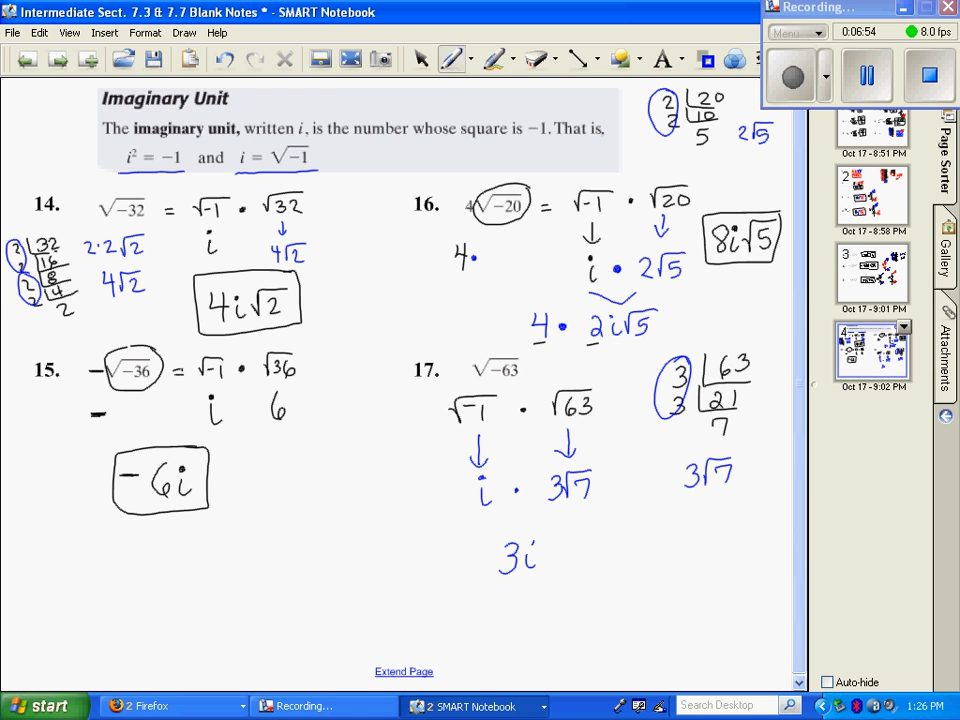 Intermediate Sect. 7.3 & 7.7 Blank Notes * - SMART Notebook
Recording...
File Edit View Insert Format Draw Help
Menu
0:06:54
8.0 fps
Imaginary Unit
The imaginary unit, written i, is the number whose square is −1. That is,
i² = −1 and i = √−1
2 20
2 10
5
2√5
14. √−32 = √-1 • √32
i 4√2
2 32
2 16
2 8
2 4
2
2·2√2
4√2
4i√2
16. 4√−20 = √-1 • √20
4• i • 2√5
4 • 2i√5
8i√5
15. −√−36 = √-1 • √36
- i 6
-6i
17. √−63
√-1 • √63
i • 3√7
3i
3 63
3 21
7
3√7
Extend Page
Oct 17 - 8:51 PM
2
Oct 17 - 8:58 PM
3
Oct 17 - 9:01 PM
4
Oct 17 - 9:02 PM
Page Sorter
Gallery
Attachments
Auto-hide
start
2 Firefox
Recording...
2 SMART Notebook
Search Desktop
1:26 PM